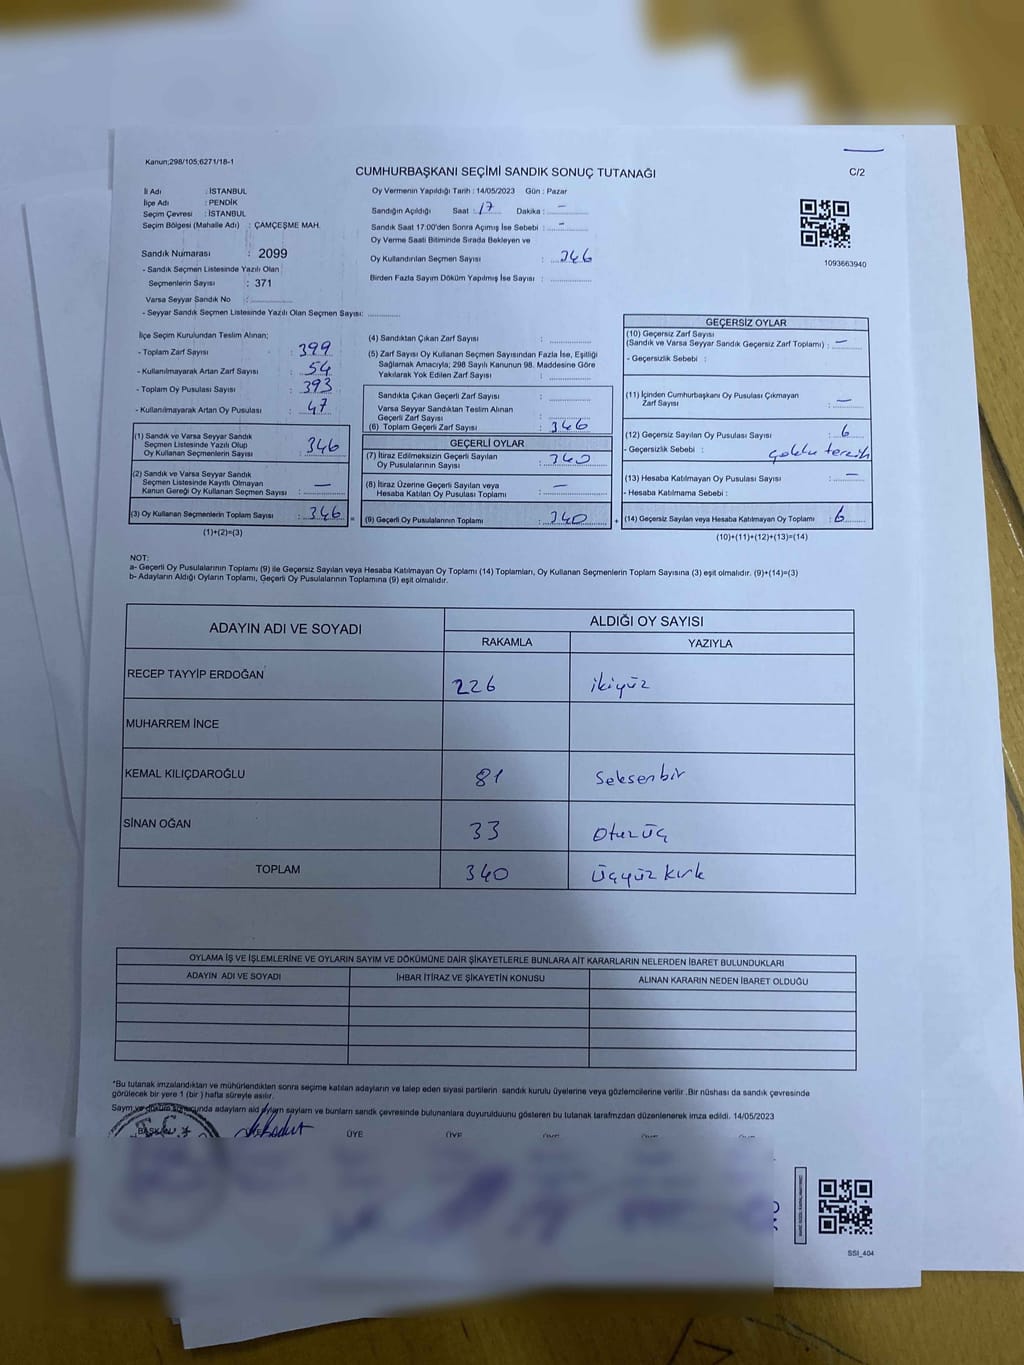 Kanun;298/105,6271/18-1
CUMHURBAŞKANI SEÇİMİ SANDIK SONUÇ TUTANAĞI
C/2
İli Adı : İSTANBUL
İlçe Adı : PENDİK
Seçim Çevresi : İSTANBUL
Seçim Bölgesi (Mahalle Adı) : ÇAMÇEŞME MAH.
Sandık Numarası : 2099
- Sandık Seçmen Listesinde Yazılı Olan
Seçmenlerin Sayısı : 371
Varsa Seyyar Sandık No :
- Seyyar Sandık Seçmen Listesinde Yazılı Olan Seçmen Sayısı:
Oy Vermenin Yapıldığı Tarih : 14/05/2023 Gün : Pazar
Sandığın Açıldığı Saat : 17 Dakika : -
Sandık Saat 17:00'den Sonra Açımış İse Sebebi : -
Oy Verme Saati Bitiminde Sırada Bekleyen ve
Oy Kullandırılan Seçmen Sayısı : 346
Birden Fazla Sayım Döküm Yapılmış İse Sayısı :
1093663940
İlçe Seçim Kurulundan Teslim Alınan;
- Toplam Zarf Sayısı : 399
- Kullanılmayarak Artan Zarf Sayısı : 54
- Toplam Oy Pusulası Sayısı : 393
- Kullanılmayarak Artan Oy Pusulası : 47
(1) Sandık ve Varsa Seyyar Sandık
Seçmen Listesinde Yazılı Olup
Oy Kullanan Seçmenlerin Sayısı : 346
(2) Sandık ve Varsa Seyyar Sandık
Seçmen Listesinde Kayıtlı Olmayan
Kanun Gereği Oy Kullanan Seçmen Sayısı : —
(3) Oy Kullanan Seçmenlerin Toplam Sayısı : 346 =
(1)+(2)=(3)
(4) Sandıktan Çıkan Zarf Sayısı :
(5) Zarf Sayısı Oy Kullanan Seçmen Sayısından Fazla İse, Eşitliği
Sağlamak Amacıyla; 298 Sayılı Kanunun 98. Maddesine Göre
Yakılarak Yok Edilen Zarf Sayısı :
Sandıkta Çıkan Geçerli Zarf Sayısı :
Varsa Seyyar Sandıktan Teslim Alınan
Geçerli Zarf Sayısı :
(6) Toplam Geçerli Zarf Sayısı : 346
GEÇERLİ OYLAR
(7) İtiraz Edilmeksizin Geçerli Sayılan
Oy Pusulalarının Sayısı : 340
(8) İtiraz Üzerine Geçerli Sayılan veya
Hesaba Katılan Oy Pusulası Toplamı : —
(9) Geçerli Oy Pusulalarının Toplamı : 340 +
GEÇERSİZ OYLAR
(10) Geçersiz Zarf Sayısı
(Sandık ve Varsa Seyyar Sandık Geçersiz Zarf Toplamı) : —
- Geçersizlik Sebebi :
(11) İçinden Cumhurbaşkanı Oy Pusulası Çıkmayan
Zarf Sayısı : —
(12) Geçersiz Sayılan Oy Pusulası Sayısı : 6
- Geçersizlik Sebebi : çoklu tercih
(13) Hesaba Katılmayan Oy Pusulası Sayısı : —
- Hesaba Katılmama Sebebi :
(14) Geçersiz Sayılan veya Hesaba Katılmayan Oy Toplamı : 6
(10)+(11)+(12)+(13)=(14)
NOT:
a- Geçerli Oy Pusulasının Toplamı (9) ile Geçersiz Sayılan veya Hesaba Katılmayan Oy Toplamı (14) Toplamları, Oy Kullanan Seçmenlerin Toplam Sayısına (3) eşit olmalıdır. (9)+(14)=(3)
b- Adayların Aldığı Oyların Toplamı, Geçerli Oy Pusulalarının Toplamına (9) eşit olmalıdır.
ADAYIN ADI VE SOYADI ALDIĞI OY SAYISI
RAKAMLA YAZIYLA
RECEP TAYYİP ERDOĞAN 226 ikiyüz
MUHARREM İNCE
KEMAL KILIÇDAROĞLU 81 Seksenbir
SİNAN OĞAN 33 Otuzüç
TOPLAM 340 Üçyüz kırk
OYLAMA İŞ VE İŞLEMLERİNE VE OYLARIN SAYIM VE DÖKÜMÜNE DAİR ŞİKAYETLERLE BUNLARA AİT KARARLARIN NELERDEN İBARET BULUNDUKLARI
ADAYIN ADI VE SOYADI İHBAR İTİRAZ VE ŞİKAYETİN KONUSU ALINAN KARARIN NEDEN İBARET OLDUĞU
*Bu tutanak imzalandıktan ve mühürlendikten sonra seçime katılan adayların ve talep eden siyasi partilerin sandık kurulu üyelerine veya gözlemcilerine verilir .Bir nüshası da sandık çevresinde
görülecek bir yere 1 (bir ) hafta süreyle asılır.
Sayım ve döküm sonucunda adayların aldı oyların sayılam ve bunların sandık çevresinde bulunanlara duyurulduunu gösteren bu tutanak tarafmzdan düzenlenerek imza edildi. 14/05/2023
BAŞKAN ÜYE ÜYE
SSİ_404